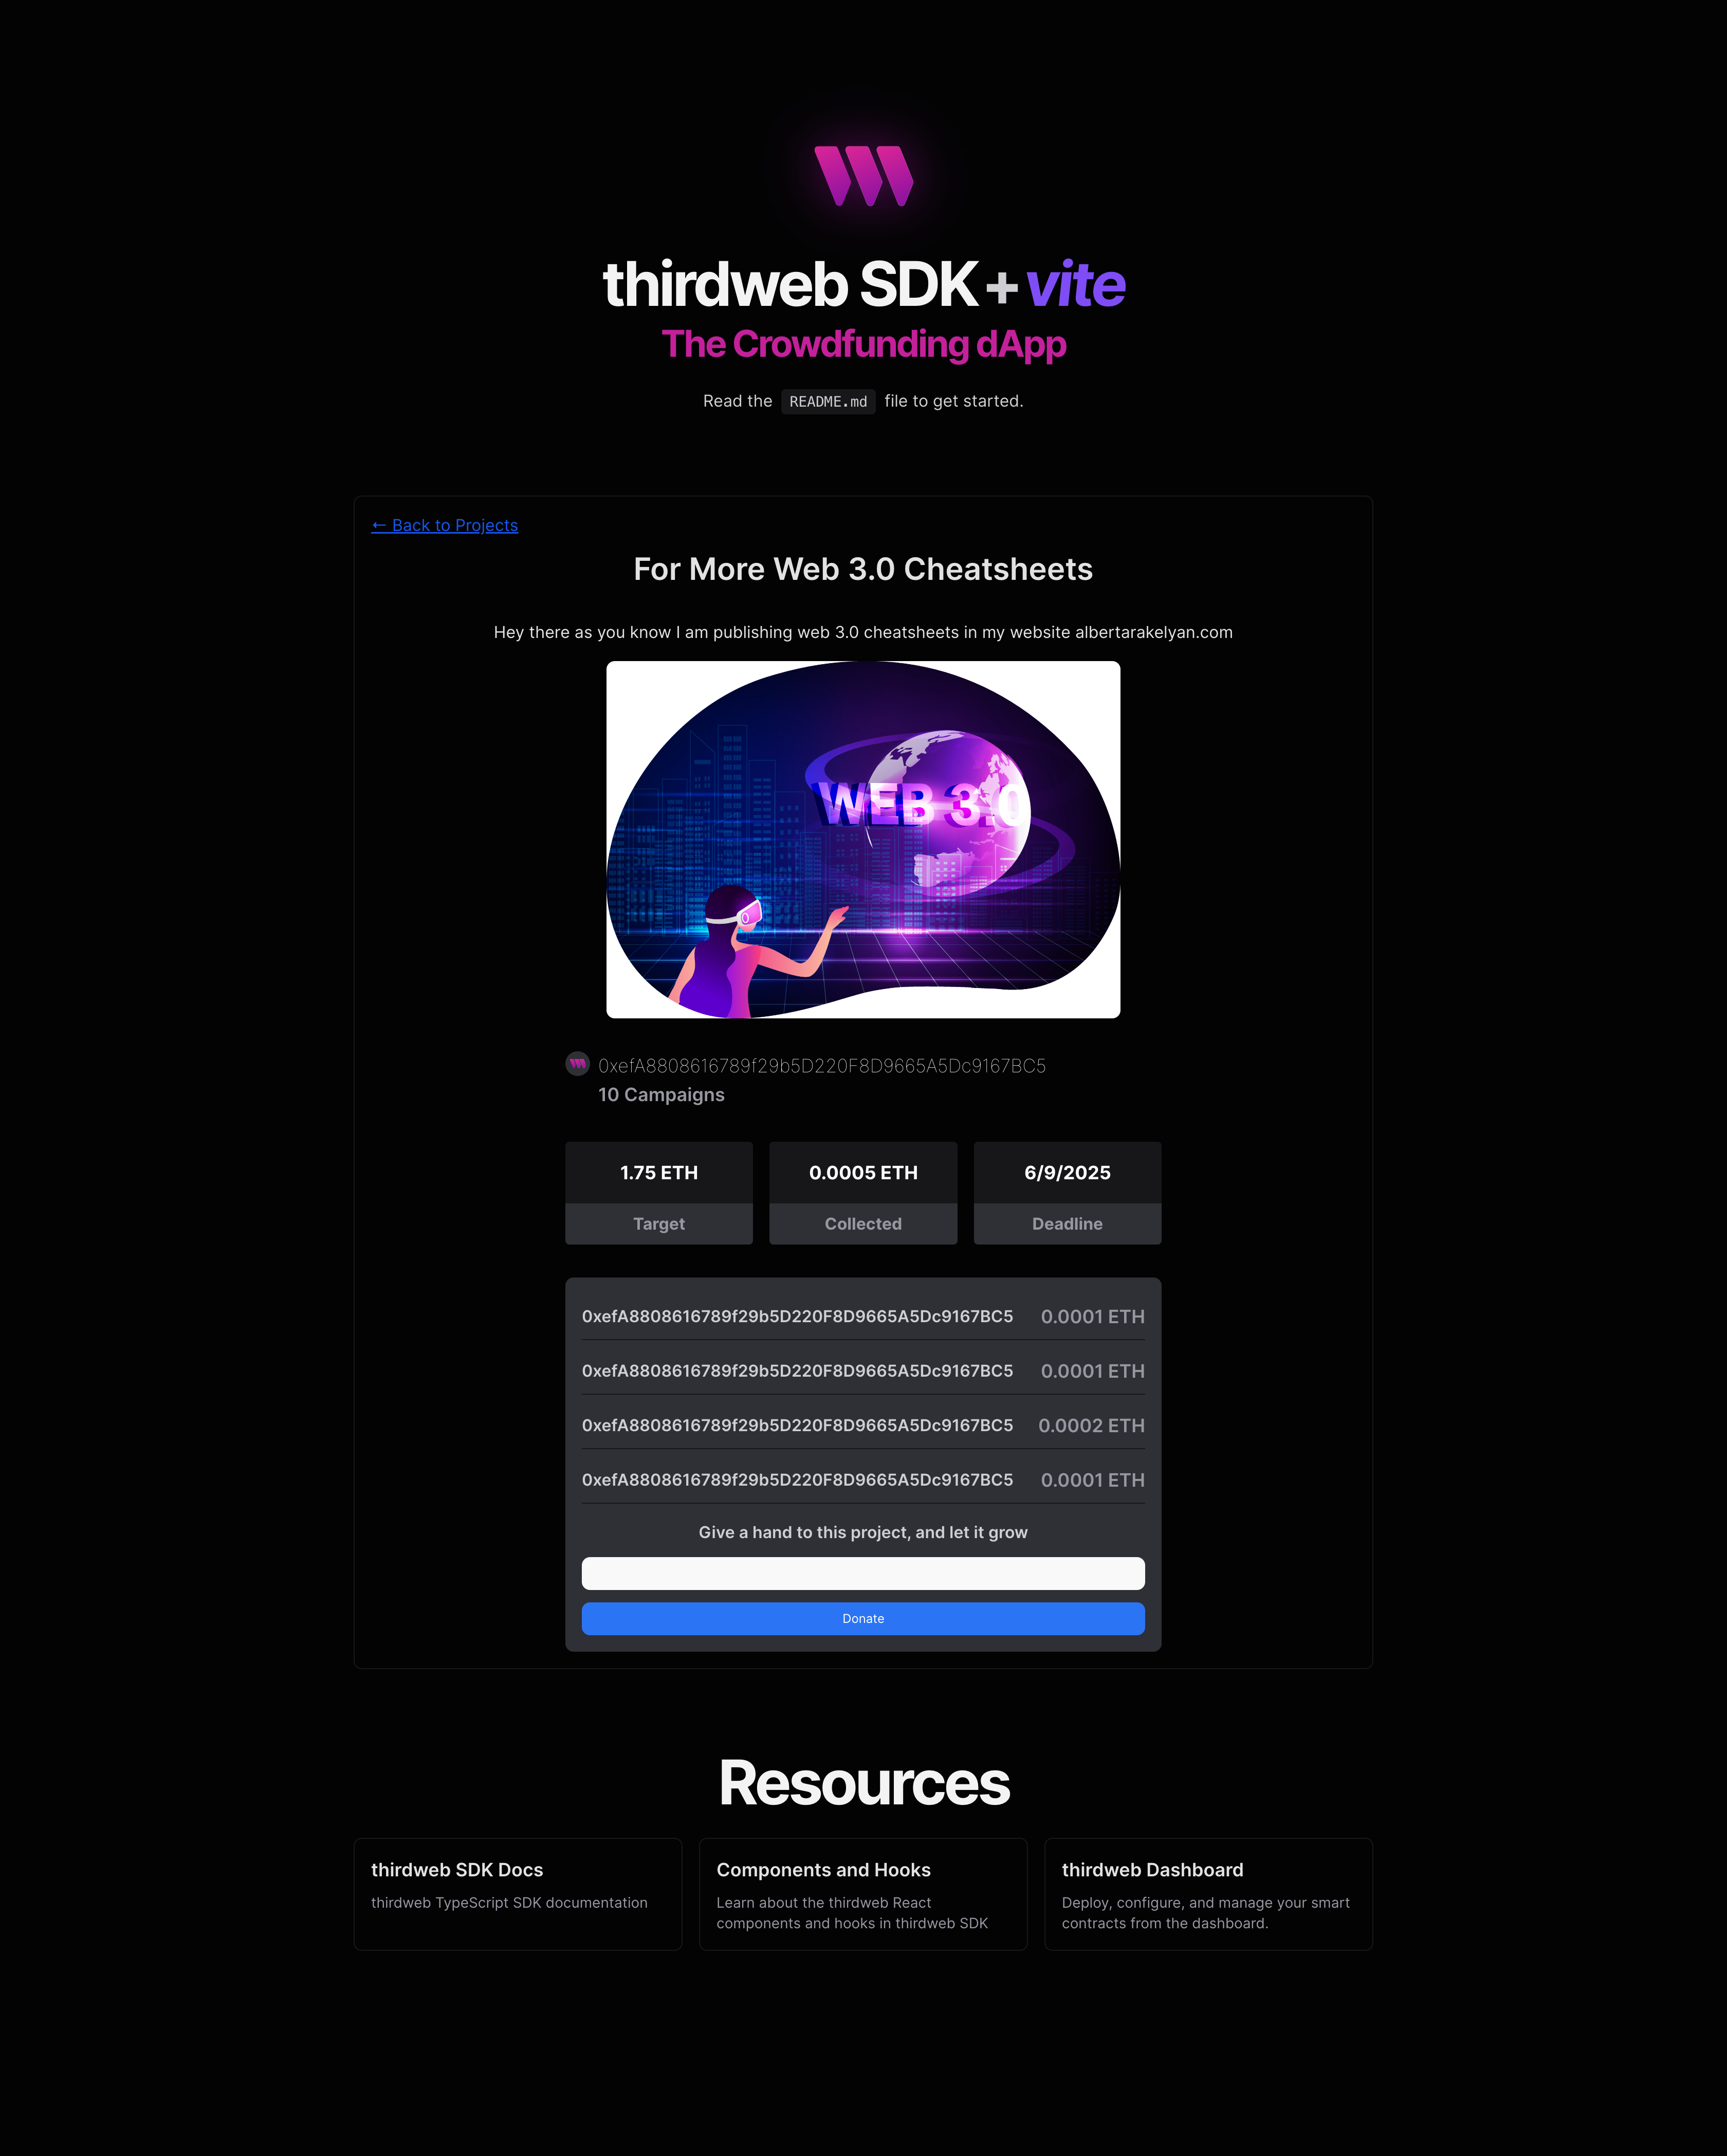 thirdweb SDK + vite
The Crowdfunding dApp
Read the README.md file to get started.
← Back to Projects
For More Web 3.0 Cheatsheets
Hey there as you know I am publishing web 3.0 cheatsheets in my website albertarakelyan.com
WEB 3.0
0xefA8808616789f29b5D220F8D9665A5Dc9167BC5
10 Campaigns
1.75 ETH
Target
0.0005 ETH
Collected
6/9/2025
Deadline
0xefA8808616789f29b5D220F8D9665A5Dc9167BC5 0.0001 ETH
0xefA8808616789f29b5D220F8D9665A5Dc9167BC5 0.0001 ETH
0xefA8808616789f29b5D220F8D9665A5Dc9167BC5 0.0002 ETH
0xefA8808616789f29b5D220F8D9665A5Dc9167BC5 0.0001 ETH
Give a hand to this project, and let it grow
Donate
Resources
thirdweb SDK Docs
thirdweb TypeScript SDK documentation
Components and Hooks
Learn about the thirdweb React
components and hooks in thirdweb SDK
thirdweb Dashboard
Deploy, configure, and manage your smart
contracts from the dashboard.